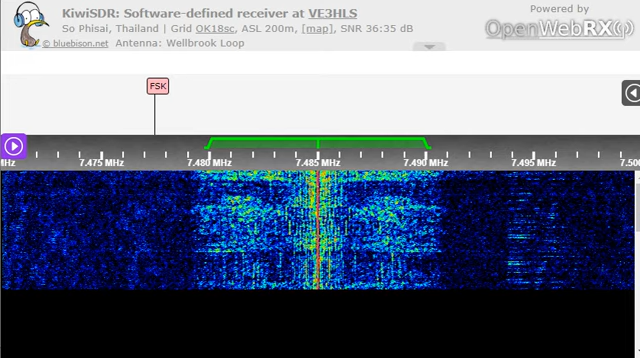 KiwiSDR: Software-defined receiver at VE3HLS
Powered by
OpenWebRX
So Phisai, Thailand | Grid OK18sc, ASL 200m, [map], SNR 36:35 dB
© bluebison.net Antenna: Wellbrook Loop
FSK
MHz 7.475 MHz 7.480 MHz 7.485 MHz 7.490 MHz 7.495 MHz 7.500